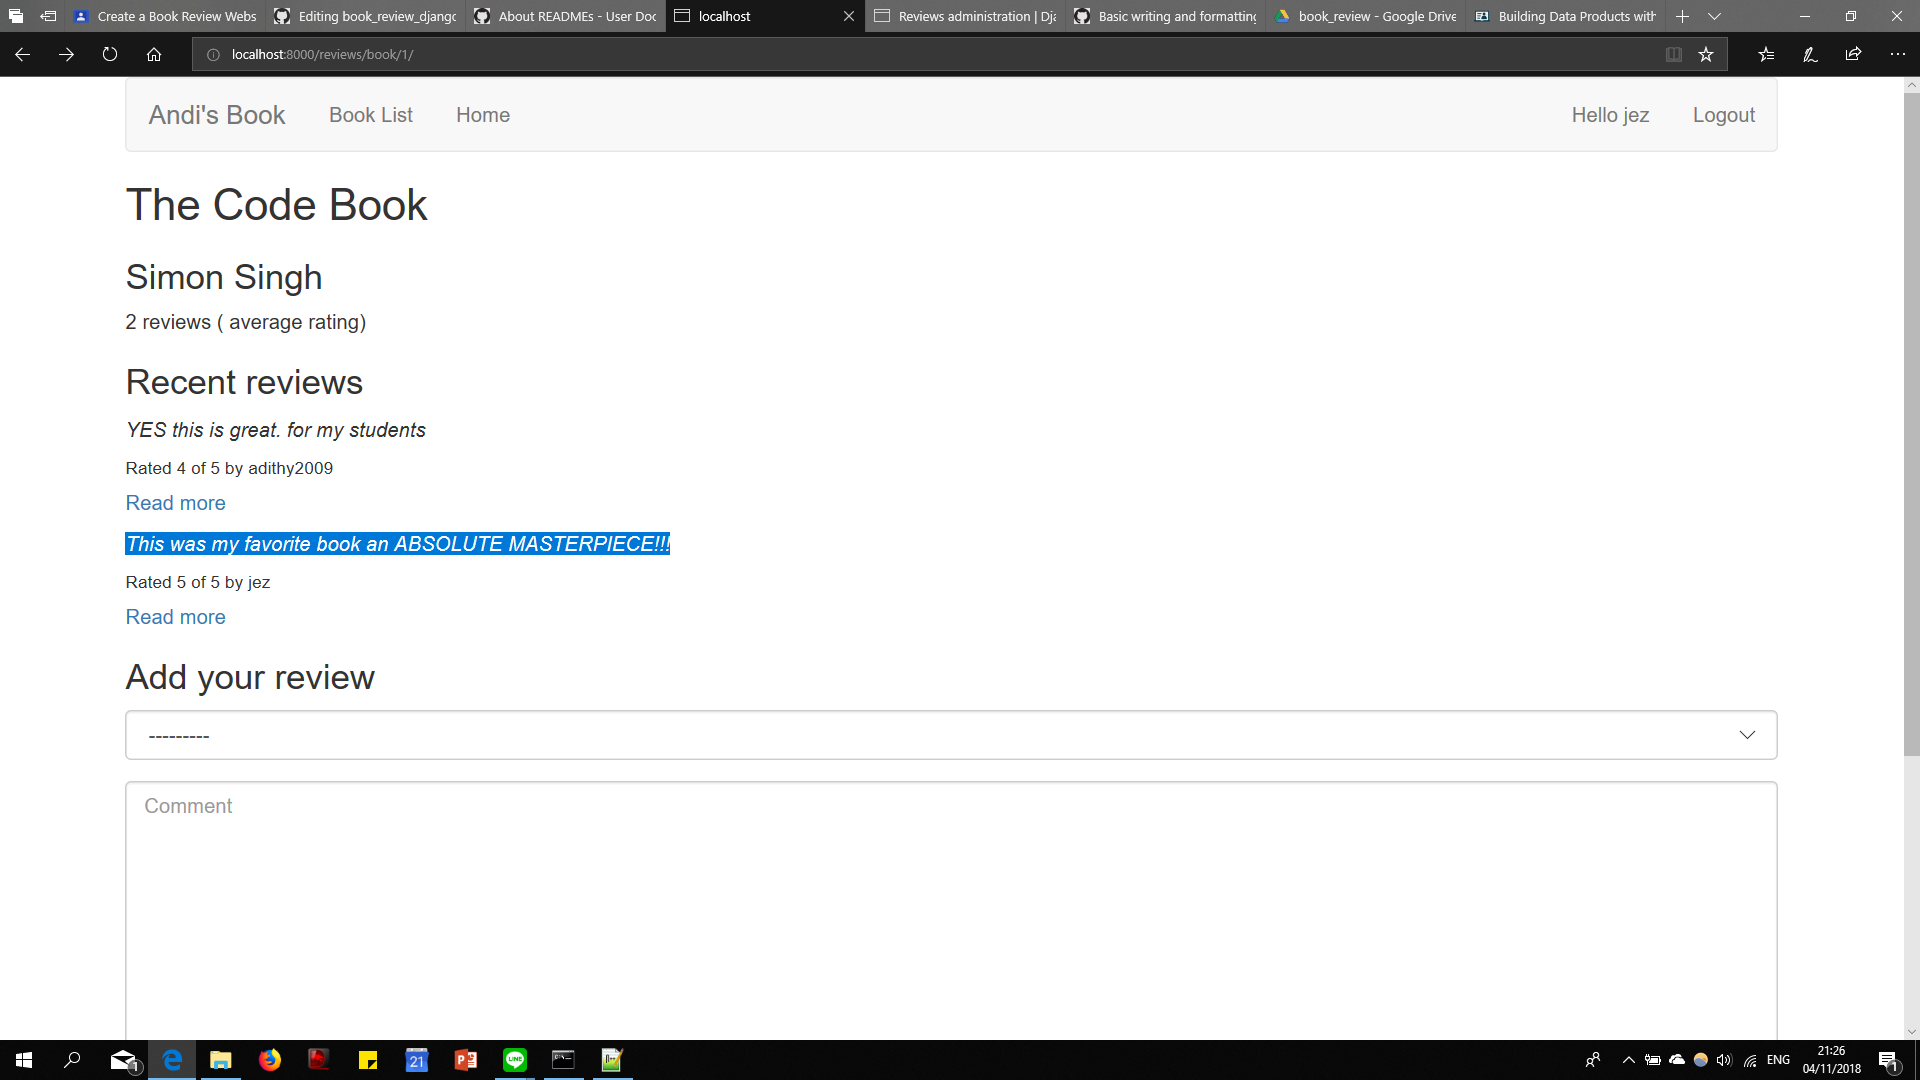 Create a Book Review Webs
Editing book_review_djang
About READMEs - User Doc
localhost
Reviews administration | Dja
Basic writing and formatting
book_review - Google Drive
Building Data Products with
localhost:8000/reviews/book/1/
Andi's Book Book List Home Hello jez Logout
The Code Book
Simon Singh
2 reviews ( average rating)
Recent reviews
YES this is great. for my students
Rated 4 of 5 by adithy2009
Read more
This was my favorite book an ABSOLUTE MASTERPIECE!!!
Rated 5 of 5 by jez
Read more
Add your review
---------
Comment
1
21
LINE
ENG
21:26
04/11/2018
1